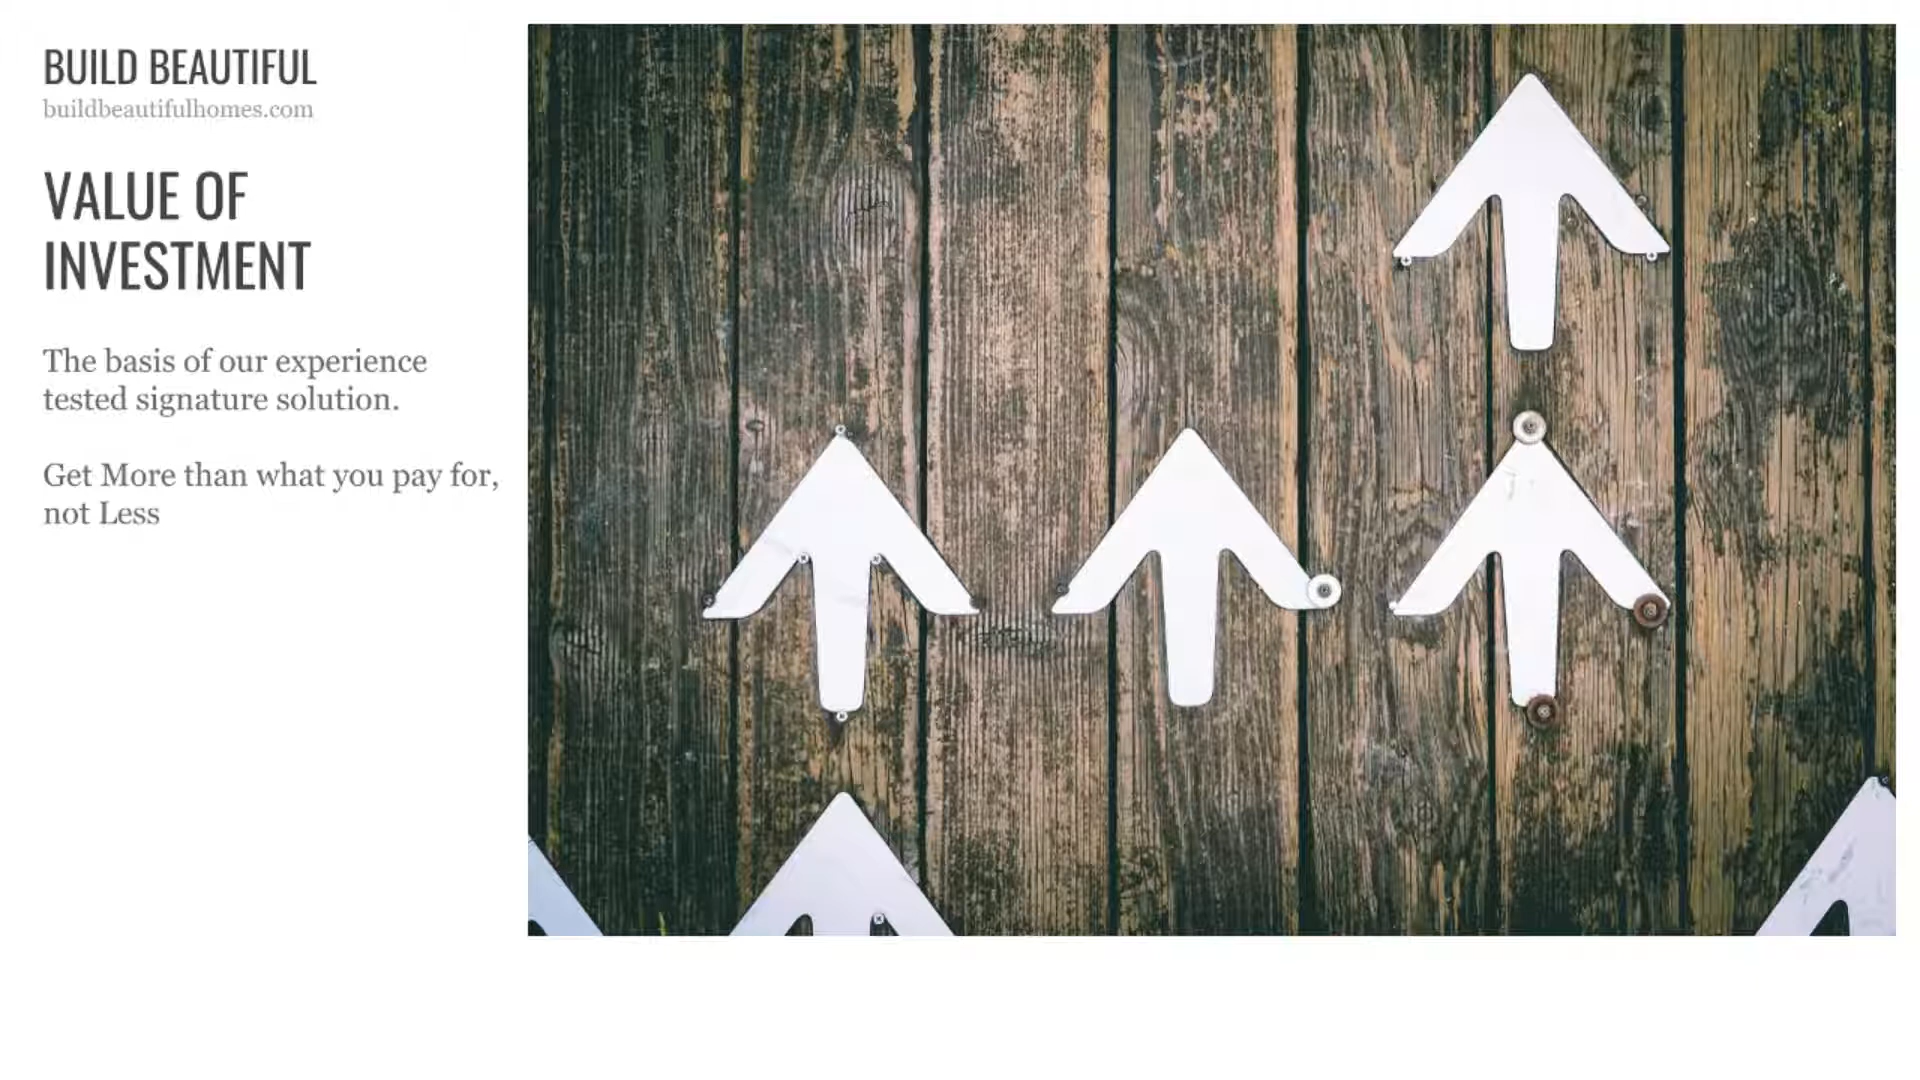 BUILD BEAUTIFUL
buildbeautifulhomes.com
VALUE OF
INVESTMENT
The basis of our experience
tested signature solution.
Get More than what you pay for,
not Less